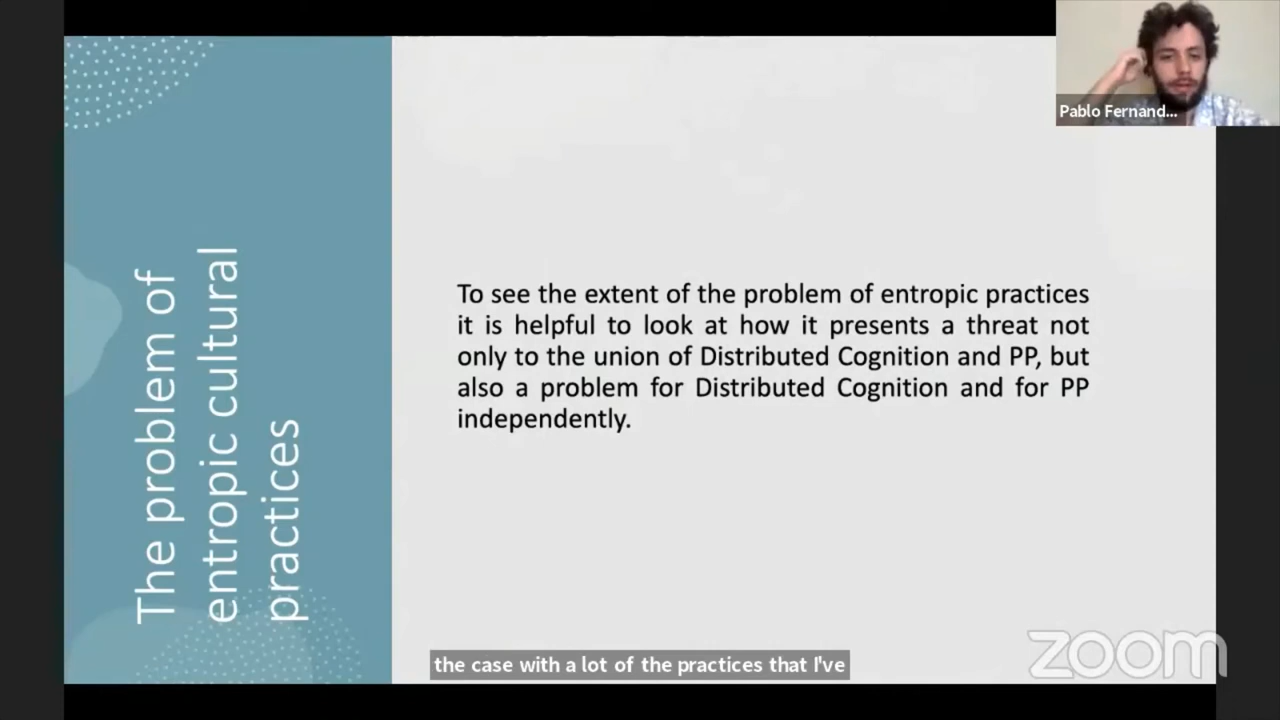 Pablo Fernand...
The problem of
entropic cultural
practices
To see the extent of the problem of entropic practices
it is helpful to look at how it presents a threat not
only to the union of Distributed Cognition and PP, but
also a problem for Distributed Cognition and for PP
independently.
the case with a lot of the practices that I've
zoom